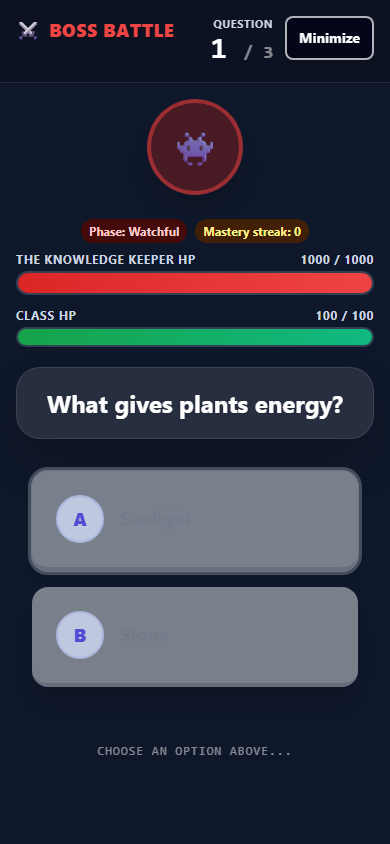 BOSS BATTLE
QUESTION
1 / 3
Minimize
Phase: Watchful
Mastery streak: 0
THE KNOWLEDGE KEEPER HP 1000 / 1000
CLASS HP 100 / 100
What gives plants energy?
A Sunlight
B Stone
CHOOSE AN OPTION ABOVE...